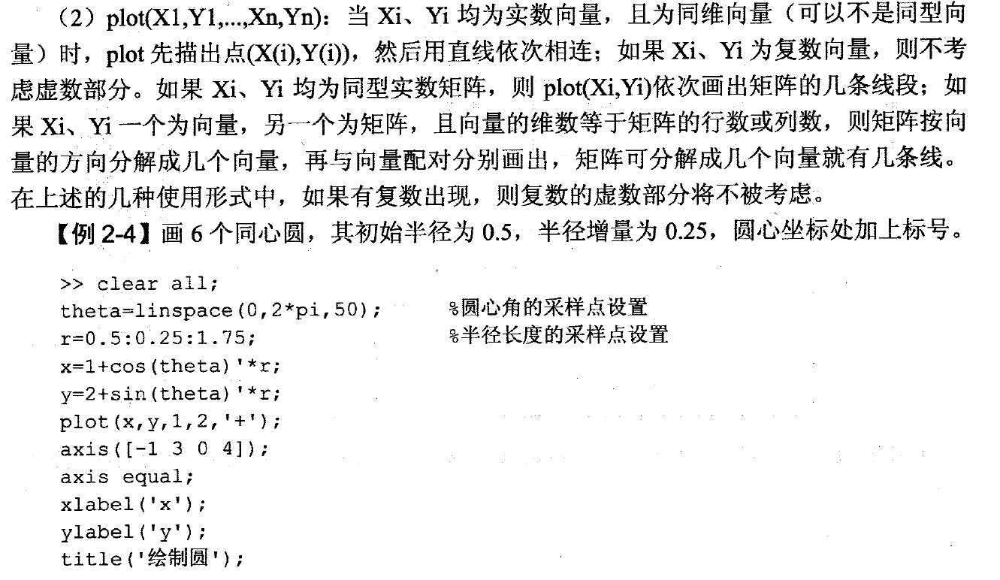 （2）plot(X1,Y1,...,Xn,Yn)：当 Xi、Yi 均为实数向量，且为同维向量（可以不是同型向
量）时，plot 先描出点(X(i),Y(i))，然后用直线依次相连；如果 Xi、Yi 为复数向量，则不考
虑虚数部分。如果 Xi、Yi 均为同型实数矩阵，则 plot(Xi,Yi)依次画出矩阵的几条线段；如
果 Xi、Yi 一个为向量，另一个为矩阵，且向量的维数等于矩阵的行数或列数，则矩阵按向
量的方向分解成几个向量，再与向量配对分别画出，矩阵可分解成几个向量就有几条线。
在上述的几种使用形式中，如果有复数出现，则复数的虚数部分将不被考虑。
【例 2-4】画 6 个同心圆，其初始半径为 0.5，半径增量为 0.25，圆心坐标处加上标号。
>> clear all;
theta=linspace(0,2*pi,50); %圆心角的采样点设置
r=0.5:0.25:1.75; %半径长度的采样点设置
x=1+cos(theta)'*r;
y=2+sin(theta)'*r;
plot(x,y,1,2,'+');
axis([-1 3 0 4]);
axis equal;
xlabel('x');
ylabel('y');
title('绘制圆');